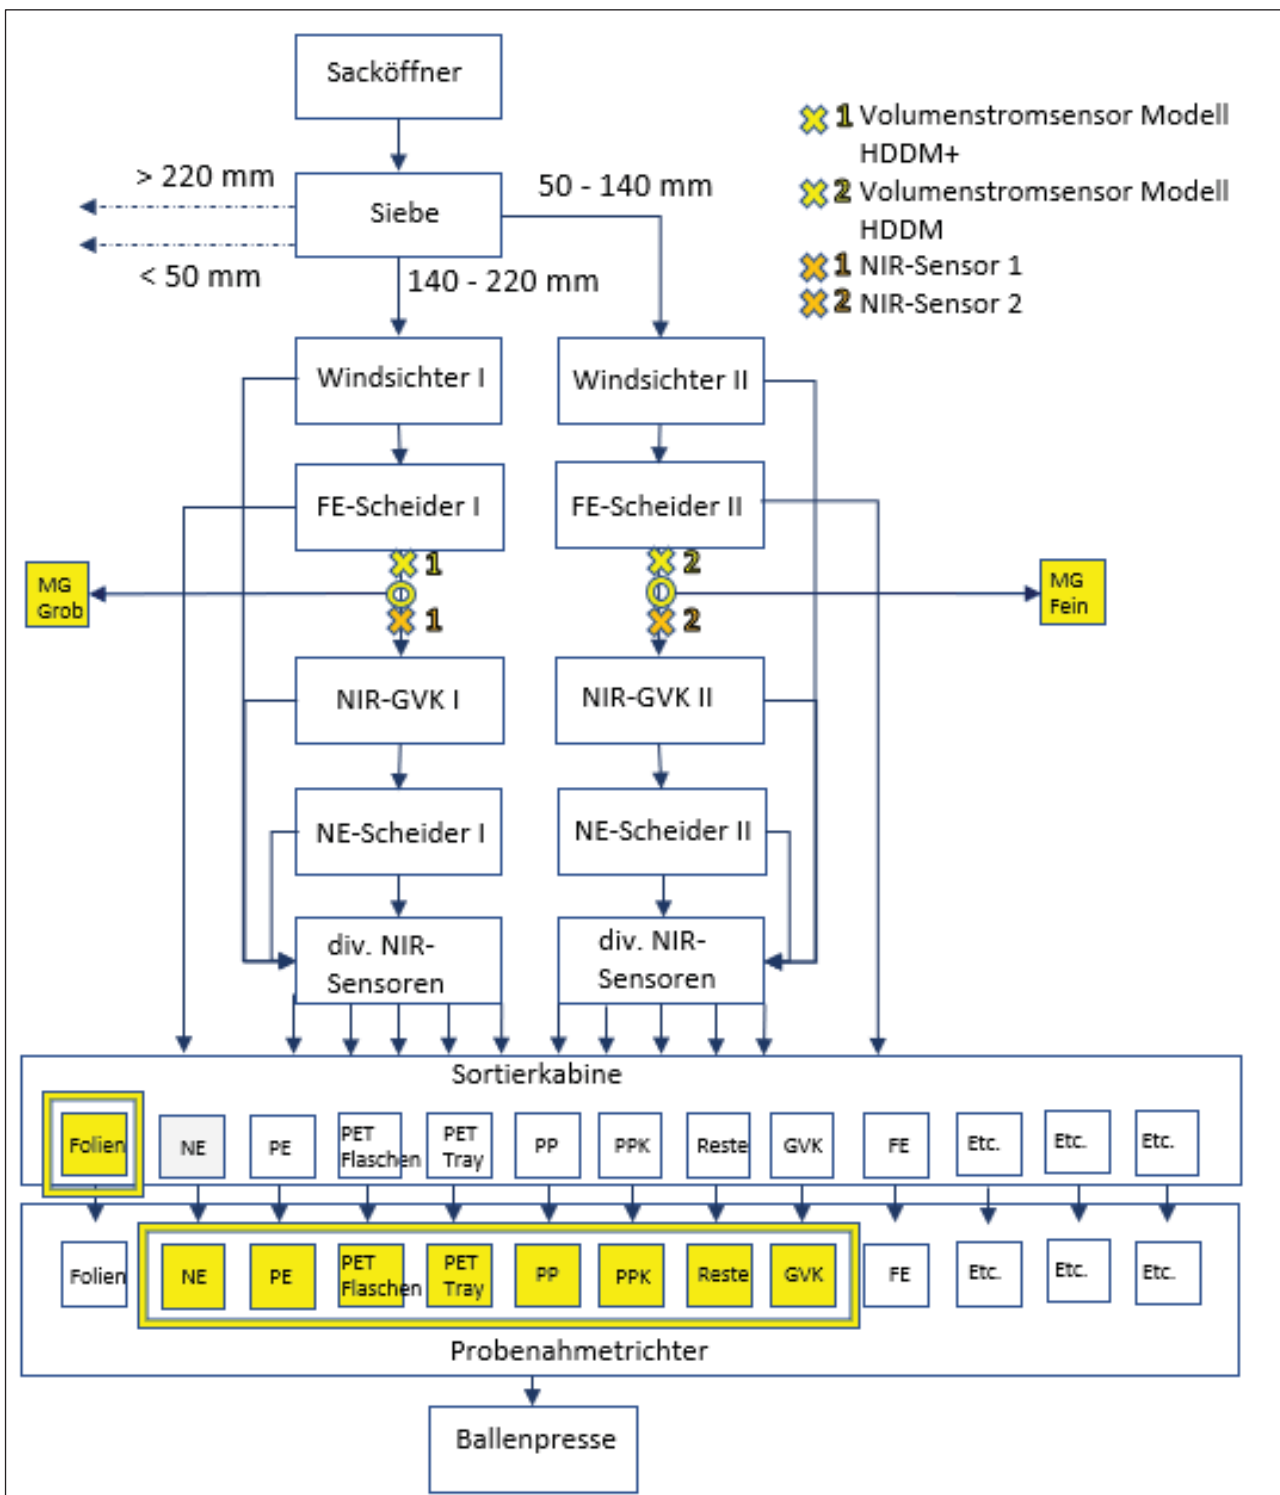 Sacköffner
1 Volumenstromsensor Modell
HDDM+
2 Volumenstromsensor Modell
HDDM
1 NIR-Sensor 1
2 NIR-Sensor 2
> 220 mm
50 - 140 mm
Siebe
< 50 mm
140 - 220 mm
Windsichter I
Windsichter II
FE-Scheider I
FE-Scheider II
1
2
MG
Grob
MG
Fein
1
2
NIR-GVK I
NIR-GVK II
NE-Scheider I
NE-Scheider II
div. NIR-
Sensoren
div. NIR-
Sensoren
Sortierkabine
Folien
NE
PE
PET
Flaschen
PET
Tray
PP
PPK
Reste
GVK
FE
Etc.
Etc.
Etc.
Folien
NE
PE
PET
Flaschen
PET
Tray
PP
PPK
Reste
GVK
FE
Etc.
Etc.
Etc.
Probenahmetrichter
Ballenpresse